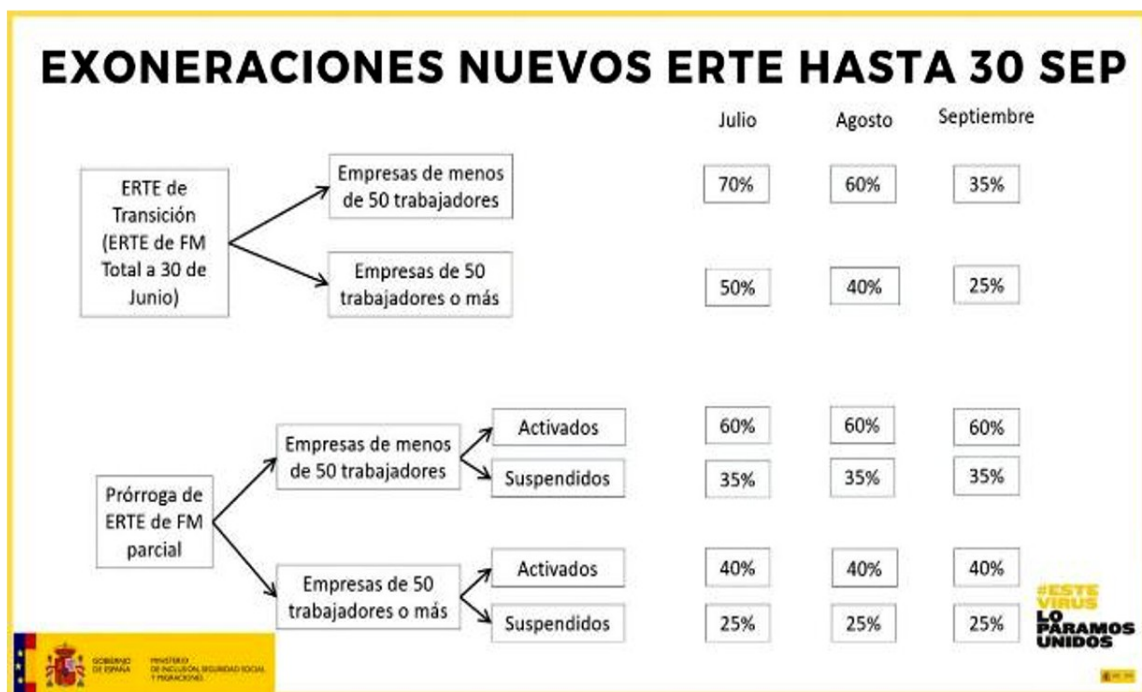 EXONERACIONES NUEVOS ERTE HASTA 30 SEP
Julio
Agosto
Septiembre
ERTE de
Transición
(ERTE de FM
Total a 30 de
Junio)
Empresas de menos
de 50 trabajadores
70%
60%
35%
Empresas de 50
trabajadores o más
50%
40%
25%
Prórroga de
ERTE de FM
parcial
Empresas de menos
de 50 trabajadores
Activados
60%
60%
60%
Suspendidos
35%
35%
35%
Empresas de 50
trabajadores o más
Activados
40%
40%
40%
Suspendidos
25%
25%
25%
#ESTE
VIRUS
LO
PARAMOS
UNIDOS
GOBIERNO
DE ESPAÑA
MINISTERIO
DE INCLUSIÓN, SEGURIDAD SOCIAL
Y MIGRACIONES